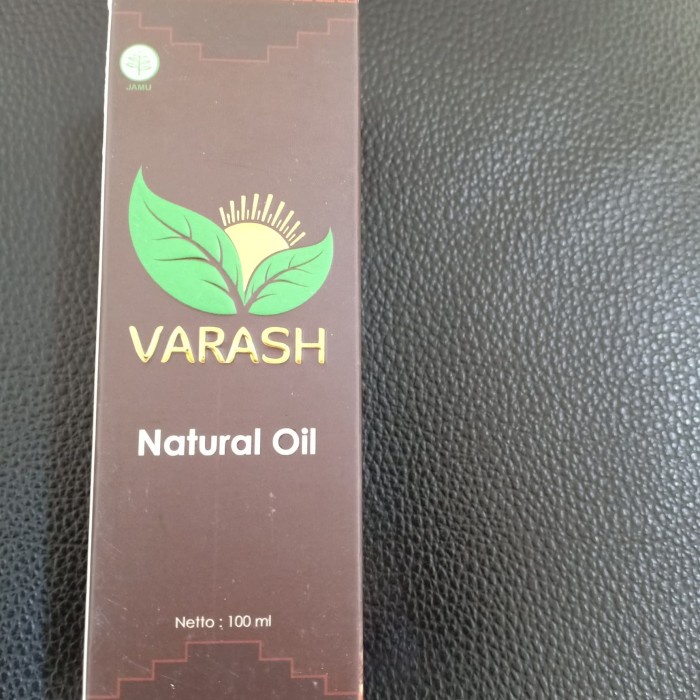 JAMU
VARASH
Natural Oil
Netto : 100 ml